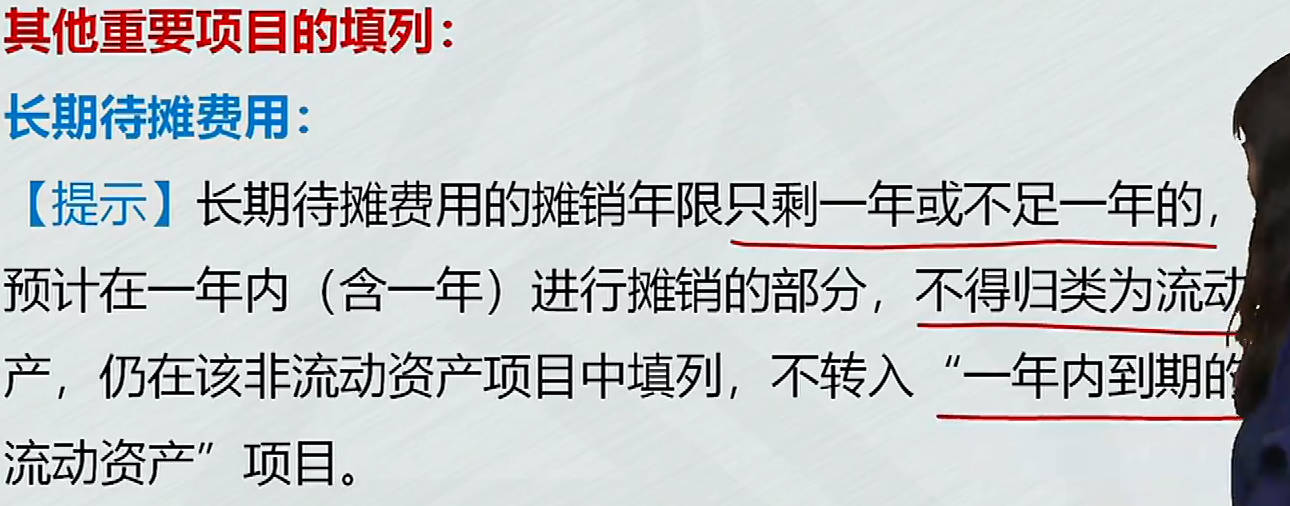 其他重要项目的填列：
长期待摊费用：
【提示】长期待摊费用的摊销年限只剩一年或不足一年的，
预计在一年内（含一年）进行摊销的部分，不得归类为流动
产，仍在该非流动资产项目中填列，不转入“一年内到期的
流动资产”项目。